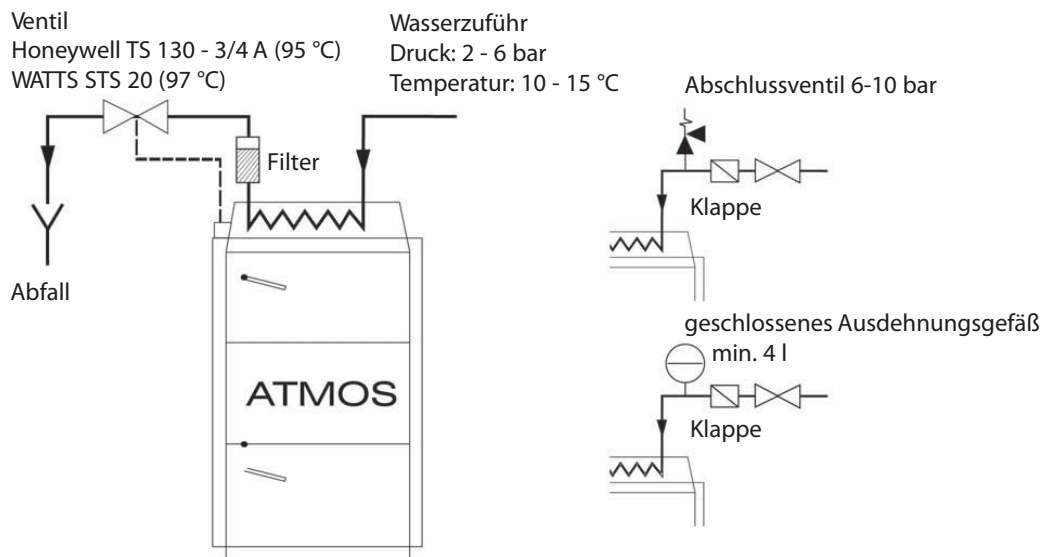 Ventil
Honeywell TS 130 - 3/4 A (95 °C)
WATTS STS 20 (97 °C)
Wasserzuführ
Druck: 2 - 6 bar
Temperatur: 10 - 15 °C
Abschlussventil 6-10 bar
Filter
Klappe
Abfall
geschlossenes Ausdehnungsgefäß
min. 4 l
ATMOS
Klappe